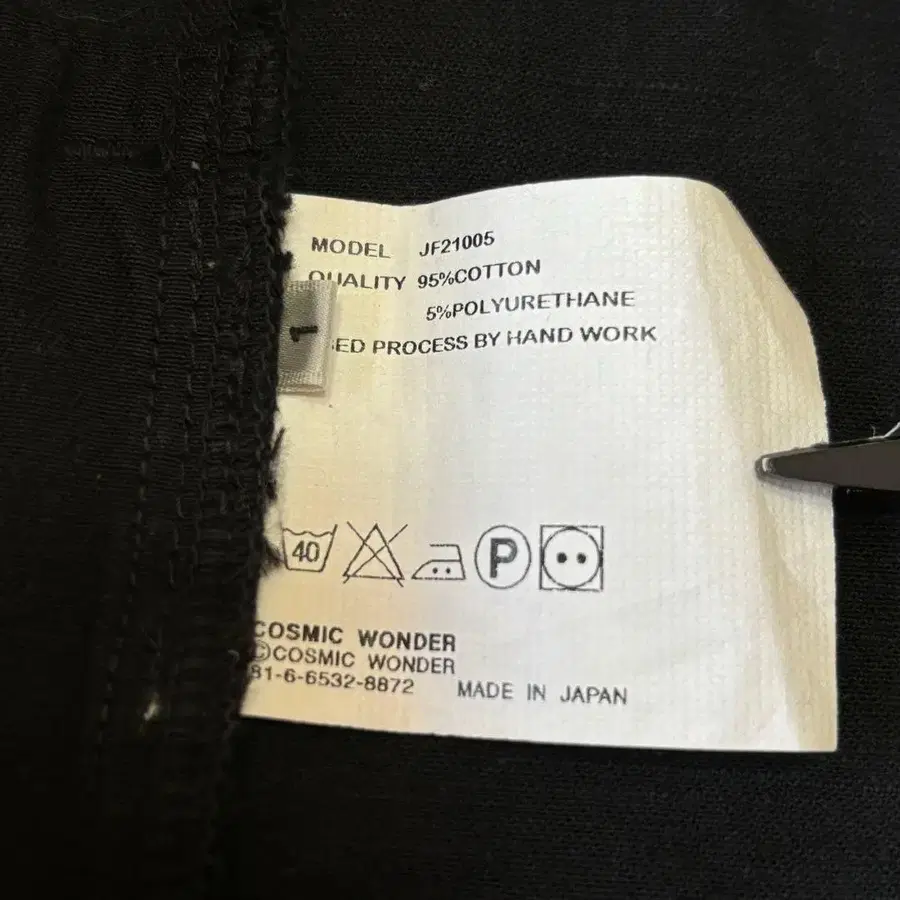 MODEL JF21005
QUALITY 95%COTTON
5%POLYURETHANE
1
PROCESS BY HAND WORK
40
P
COSMIC WONDER
©COSMIC WONDER
81-6-6532-8872 MADE IN JAPAN